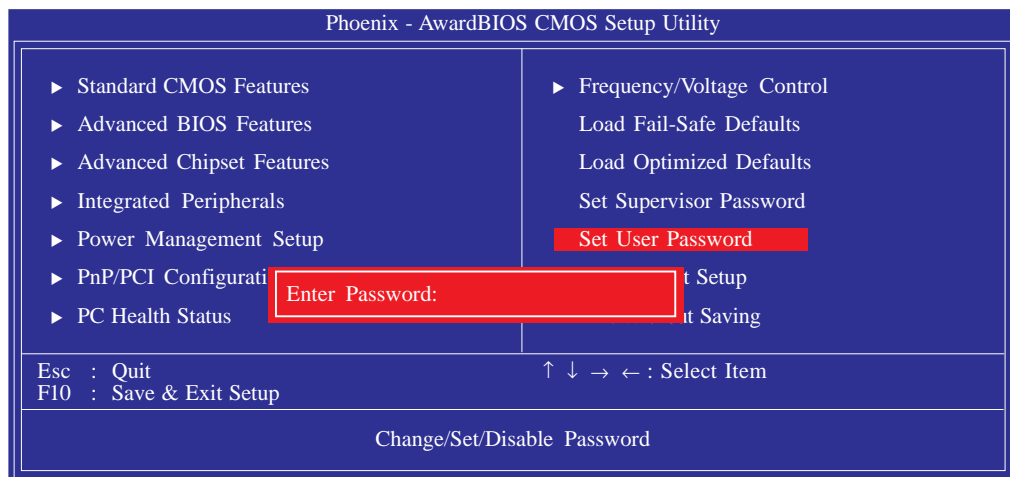 Phoenix - AwardBIOS CMOS Setup Utility
▶ Standard CMOS Features
▶ Advanced BIOS Features
▶ Advanced Chipset Features
▶ Integrated Peripherals
▶ Power Management Setup
▶ PnP/PCI Configurati
▶ PC Health Status
▶ Frequency/Voltage Control
Load Fail-Safe Defaults
Load Optimized Defaults
Set Supervisor Password
Set User Password
t Setup
ut Saving
Enter Password:
Esc : Quit
F10 : Save & Exit Setup
↑ ↓ → ← : Select Item
Change/Set/Disable Password